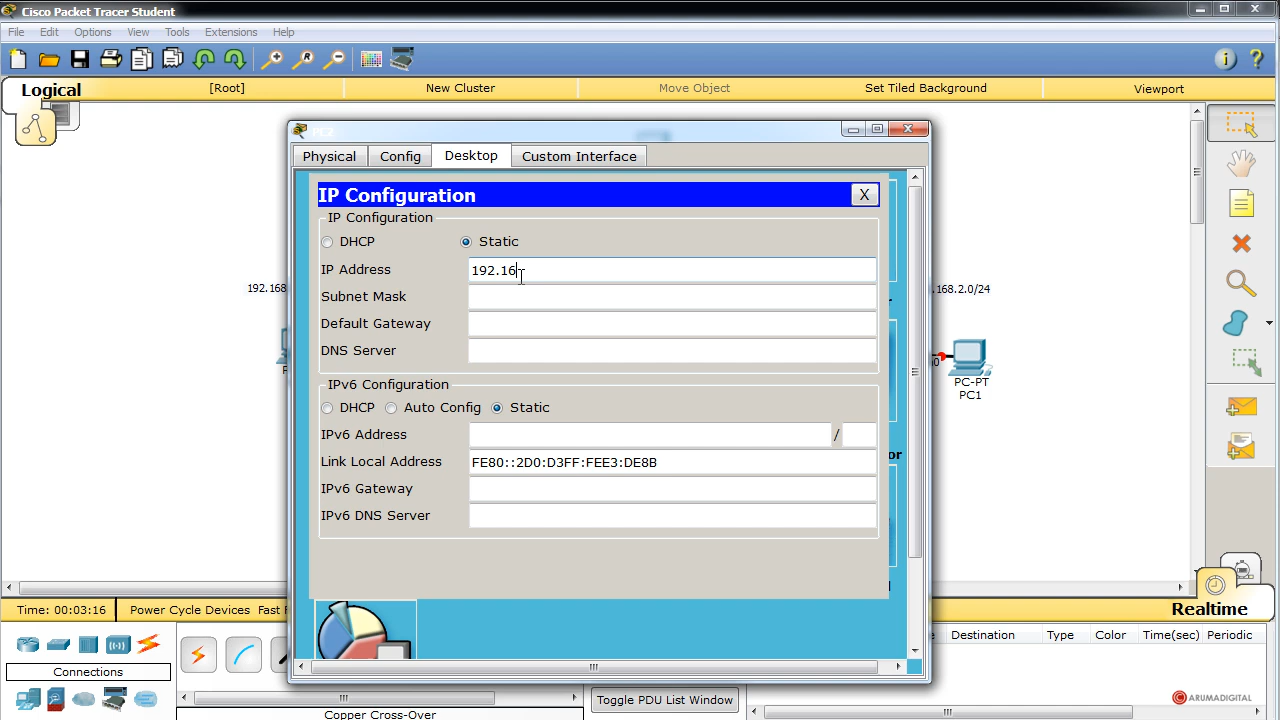 Cisco Packet Tracer Student
File Edit Options View Tools Extensions Help
Logical [Root] New Cluster Move Object Set Tiled Background Viewport
PC2
Physical Config Desktop Custom Interface
IP Configuration X
IP Configuration
DHCP Static
IP Address 192.16
Subnet Mask
Default Gateway
DNS Server
IPv6 Configuration
DHCP Auto Config Static
IPv6 Address /
Link Local Address FE80::2D0:D3FF:FEE3:DE8B
IPv6 Gateway
IPv6 DNS Server
192.168
.168.2.0/24
PC-PT
PC1
Time: 00:03:16 Power Cycle Devices Fast F
Realtime
Connections
Copper Cross-Over
Toggle PDU List Window
Destination Type Color Time(sec) Periodic
ARUMADIGITAL